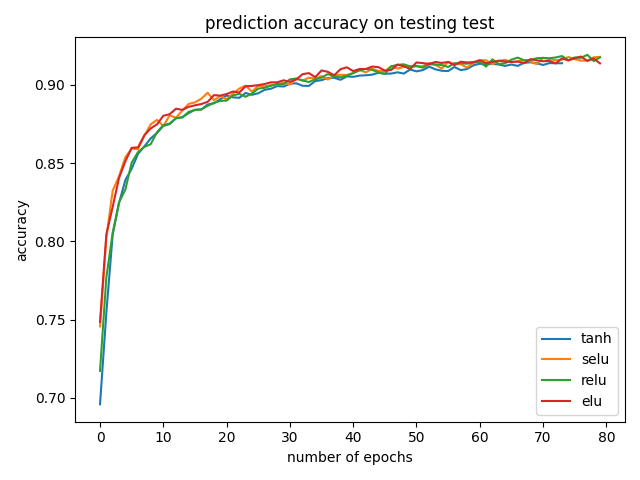 prediction accuracy on testing test
accuracy
0.90
0.85
0.80
0.75
0.70
0 10 20 30 40 50 60 70 80
number of epochs
tanh
selu
relu
elu